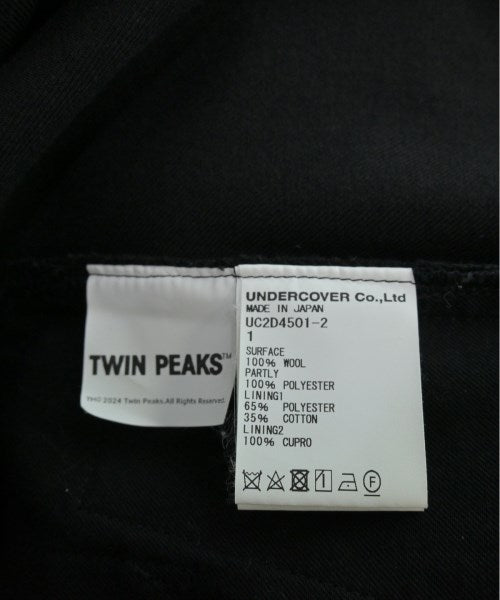 TWIN PEAKS™
2024 Twin Peaks. All Rights Reserved.
UNDERCOVER Co.,Ltd
MADE IN JAPAN
UC2D4501-2
1
SURFACE
100% WOOL
PARTLY
100% POLYESTER
LINING1
65% POLYESTER
35% COTTON
LINING2
100% CUPRO
F